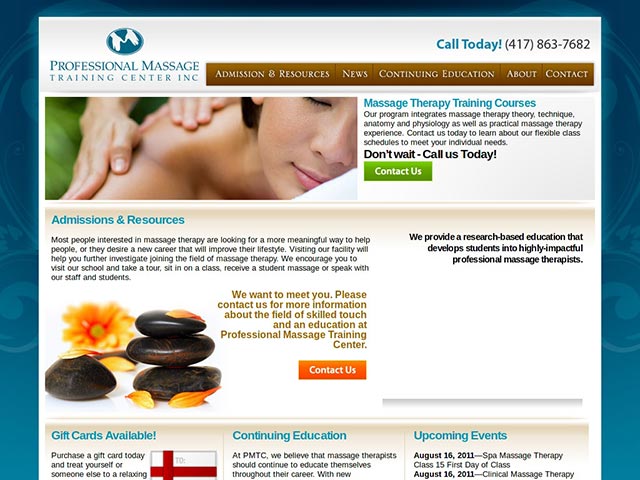 Call Today! (417) 863-7682
PROFESSIONAL MASSAGE
TRAINING CENTER INC
ADMISSION & RESOURCES NEWS CONTINUING EDUCATION ABOUT CONTACT
Massage Therapy Training Courses
Our program integrates massage therapy theory, technique,
anatomy and physiology as well as practical massage therapy
experience. Contact us today to learn about our flexible class
schedules to meet your individual needs.
Don't wait - Call us Today!
Contact Us
Admissions & Resources
Most people interested in massage therapy are looking for a more meaningful way to help
people, or they desire a new career that will improve their lifestyle. Visiting our facility will
help you further investigate joining the field of massage therapy. We encourage you to
visit our school and take a tour, sit in on a class, receive a student massage or speak with
our staff and students.
We want to meet you. Please
contact us for more information
about the field of skilled touch
and an education at
Professional Massage Training
Center.
Contact Us
We provide a research-based education that
develops students into highly-impactful
professional massage therapists.
Gift Cards Available!
Purchase a gift card today
and treat yourself or
someone else to a relaxing
TO:
Continuing Education
At PMTC, we believe that massage therapists
should continue to educate themselves
throughout their career. With new
Upcoming Events
August 16, 2011—Spa Massage Therapy
Class 15 First Day of Class
August 16, 2011—Clinical Massage Therapy